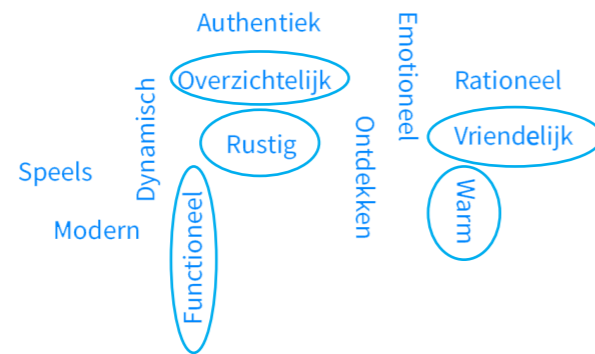 Authentiek
Emotioneel
Overzichtelijk
Rationeel
Dynamisch
Rustig
Ontdekken
Vriendelijk
Speels
Warm
Modern
Functioneel